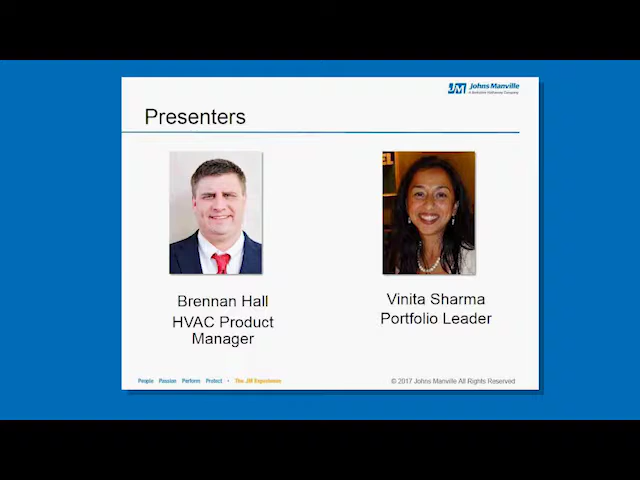 JM Johns Manville
A Berkshire Hathaway Company
Presenters
Brennan Hall
HVAC Product
Manager
Vinita Sharma
Portfolio Leader
People Passion Perform Protect • The JM Experience
© 2017 Johns Manville All Rights Reserved